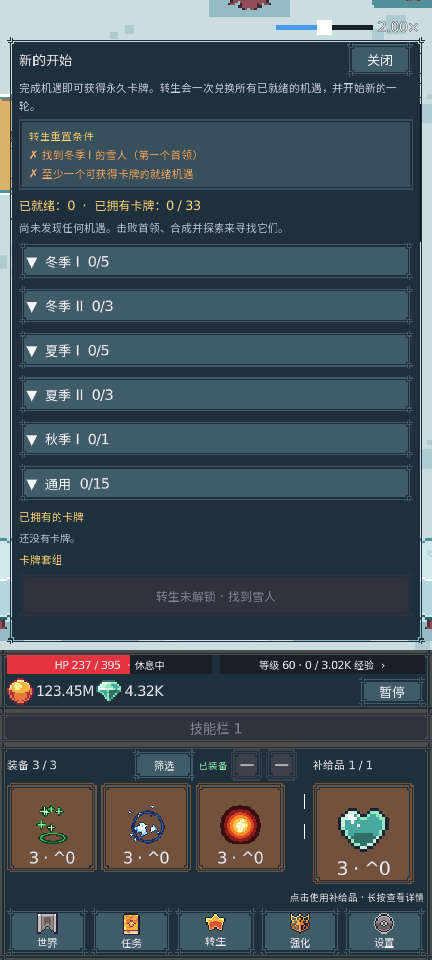 2.00×
新的开始
关闭
完成机遇即可获得永久卡牌。转生会一次兑换所有已就绪的机遇，并开始新的一
轮。
转生重置条件
✗ 找到冬季 I 的雪人（第一个首领）
✗ 至少一个可获得卡牌的就绪机遇
已就绪：0 · 已拥有卡牌：0 / 33
尚未发现任何机遇。击败首领、合成并探索来寻找它们。
▼ 冬季 I 0/5
▼ 冬季 II 0/3
▼ 夏季 I 0/5
▼ 夏季 II 0/3
▼ 秋季 I 0/1
▼ 通用 0/15
已拥有的卡牌
还没有卡牌。
卡牌套组
转生未解锁 · 找到雪人
HP 237 / 395 · 休息中
等级 60 · 0 / 3.02K 经验 ›
123.45M 4.32K
暂停
技能栏 1
装备 3 / 3
筛选
已装备
— —
补给品 1 / 1
3 · ^0
3 · ^0
3 · ^0
3 · ^0
点击使用补给品 · 长按查看详情
世界
任务
转生
强化
设置